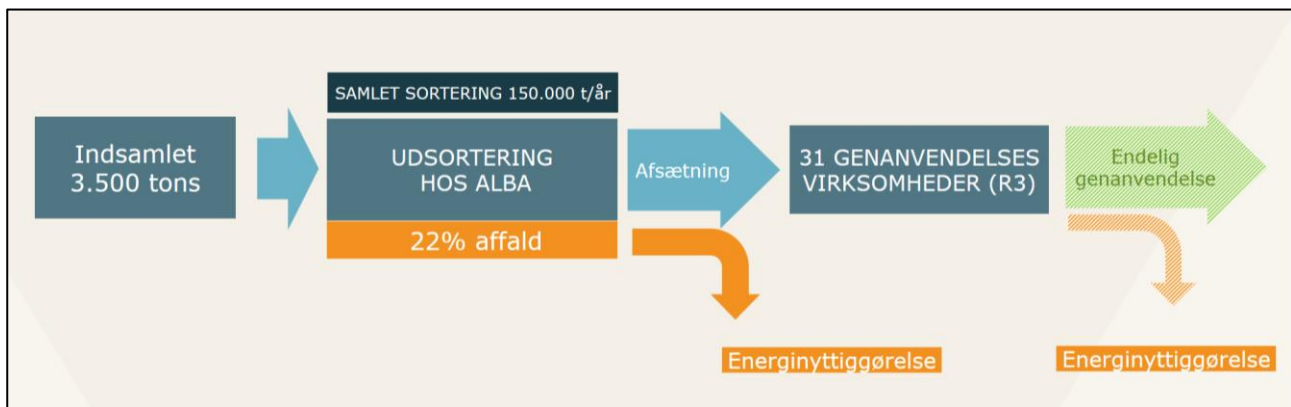 SAMLET SORTERING 150.000 t/år
Indsamlet
3.500 tons
UDSORTERING
HOS ALBA
22% affald
Afsætning
31 GENANVENDELSES
VIRKSOMHEDER (R3)
Endelig
genanvendelse
Energinyttiggørelse
Energinyttiggørelse